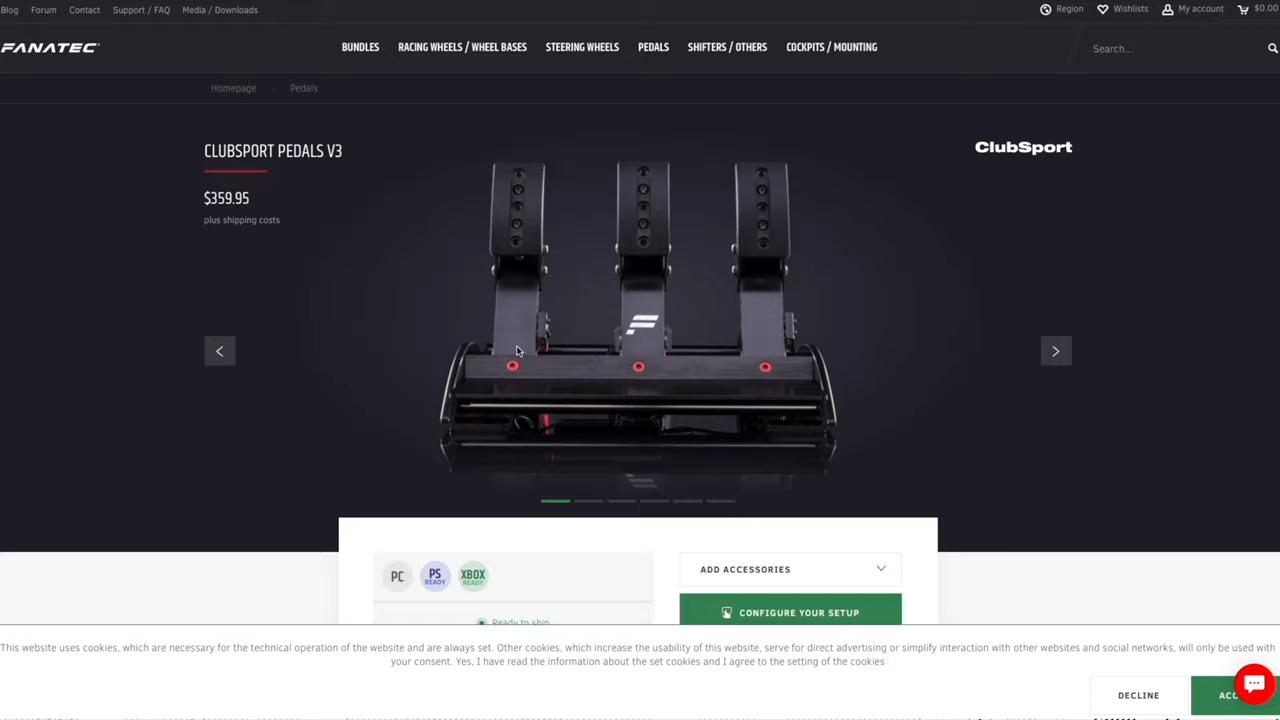 Blog Forum Contact Support / FAQ Media / Downloads Region Wishlists My account $0.00
FANATEC
BUNDLES RACING WHEELS / WHEEL BASES STEERING WHEELS PEDALS SHIFTERS / OTHERS COCKPITS / MOUNTING
Search...
Homepage Pedals
CLUBSPORT PEDALS V3
ClubSport
$359.95
plus shipping costs
PC
PS
READY
XBOX
READY
ADD ACCESSORIES
CONFIGURE YOUR SETUP
Ready to ship
This website uses cookies, which are necessary for the technical operation of the website and are always set. Other cookies, which increase the usability of this website, serve for direct advertising or simplify interaction with other websites and social networks, will only be used with
your consent. Yes, I have read the information about the set cookies and I agree to the setting of the cookies
DECLINE